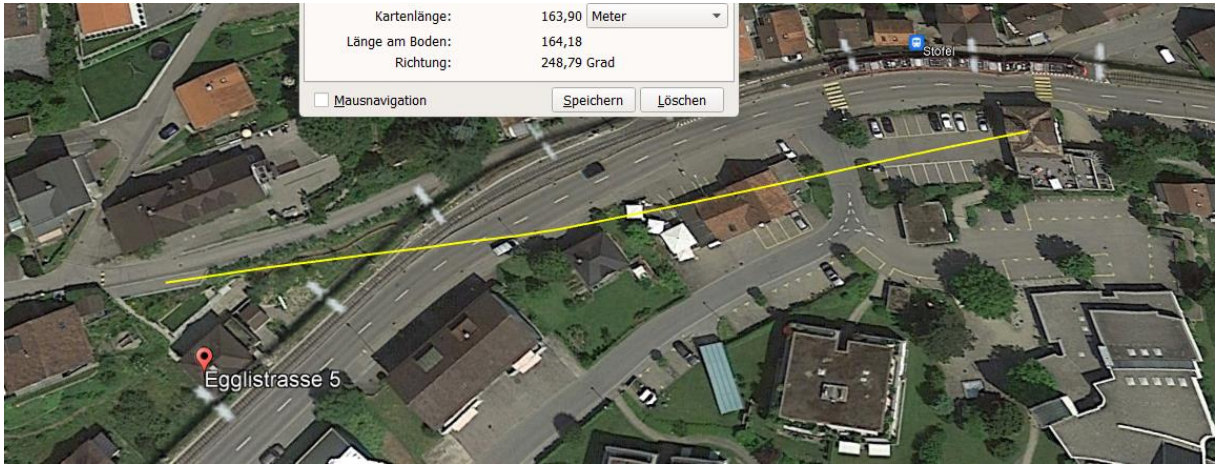 Kartenlänge: 163,90 Meter
Länge am Boden: 164,18
Richtung: 248,79 Grad
Mausnavigation Speichern Löschen
Stofel
Egglistrasse 5